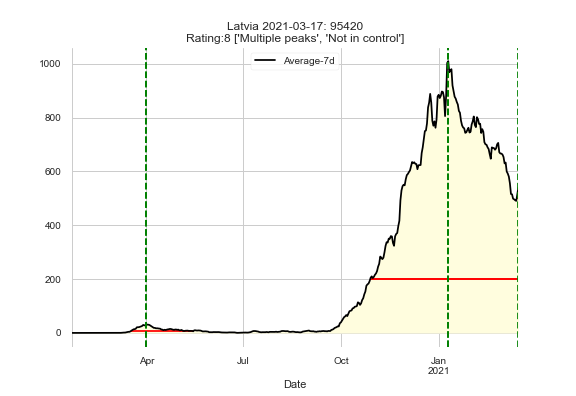 Latvia 2021-03-17: 95420
Rating:8 ['Multiple peaks', 'Not in control']
Average-7d
1000
800
600
400
200
0
Apr
Jul
Oct
Jan
2021
Date